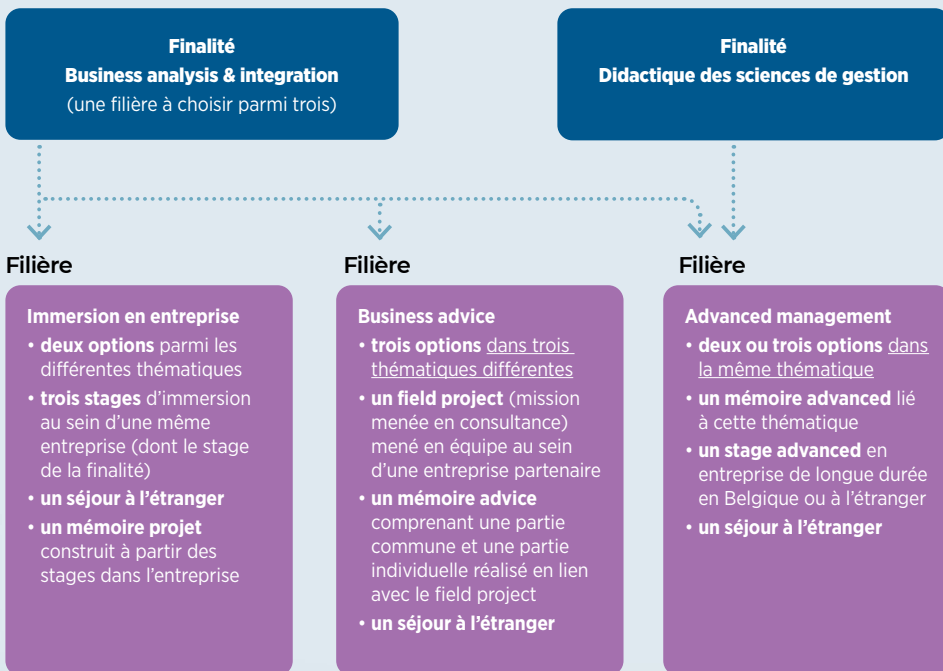 Finalité
Business analysis & integration
(une filière à choisir parmi trois)
Finalité
Didactique des sciences de gestion
Filière
Immersion en entreprise
• deux options parmi les
différentes thématiques
• trois stages d’immersion
au sein d’une même
entreprise (dont le stage
de la finalité)
• un séjour à l’étranger
• un mémoire projet
construit à partir des
stages dans l’entreprise
Filière
Business advice
• trois options dans trois
thématiques différentes
• un field project (mission
menée en consultance)
mené en équipe au sein
d’une entreprise partenaire
• un mémoire advice
comprenant une partie
commune et une partie
individuelle réalisé en lien
avec le field project
• un séjour à l’étranger
Filière
Advanced management
• deux ou trois options dans
la même thématique
• un mémoire advanced lié
à cette thématique
• un stage advanced en
entreprise de longue durée
en Belgique ou à l’étranger
• un séjour à l’étranger